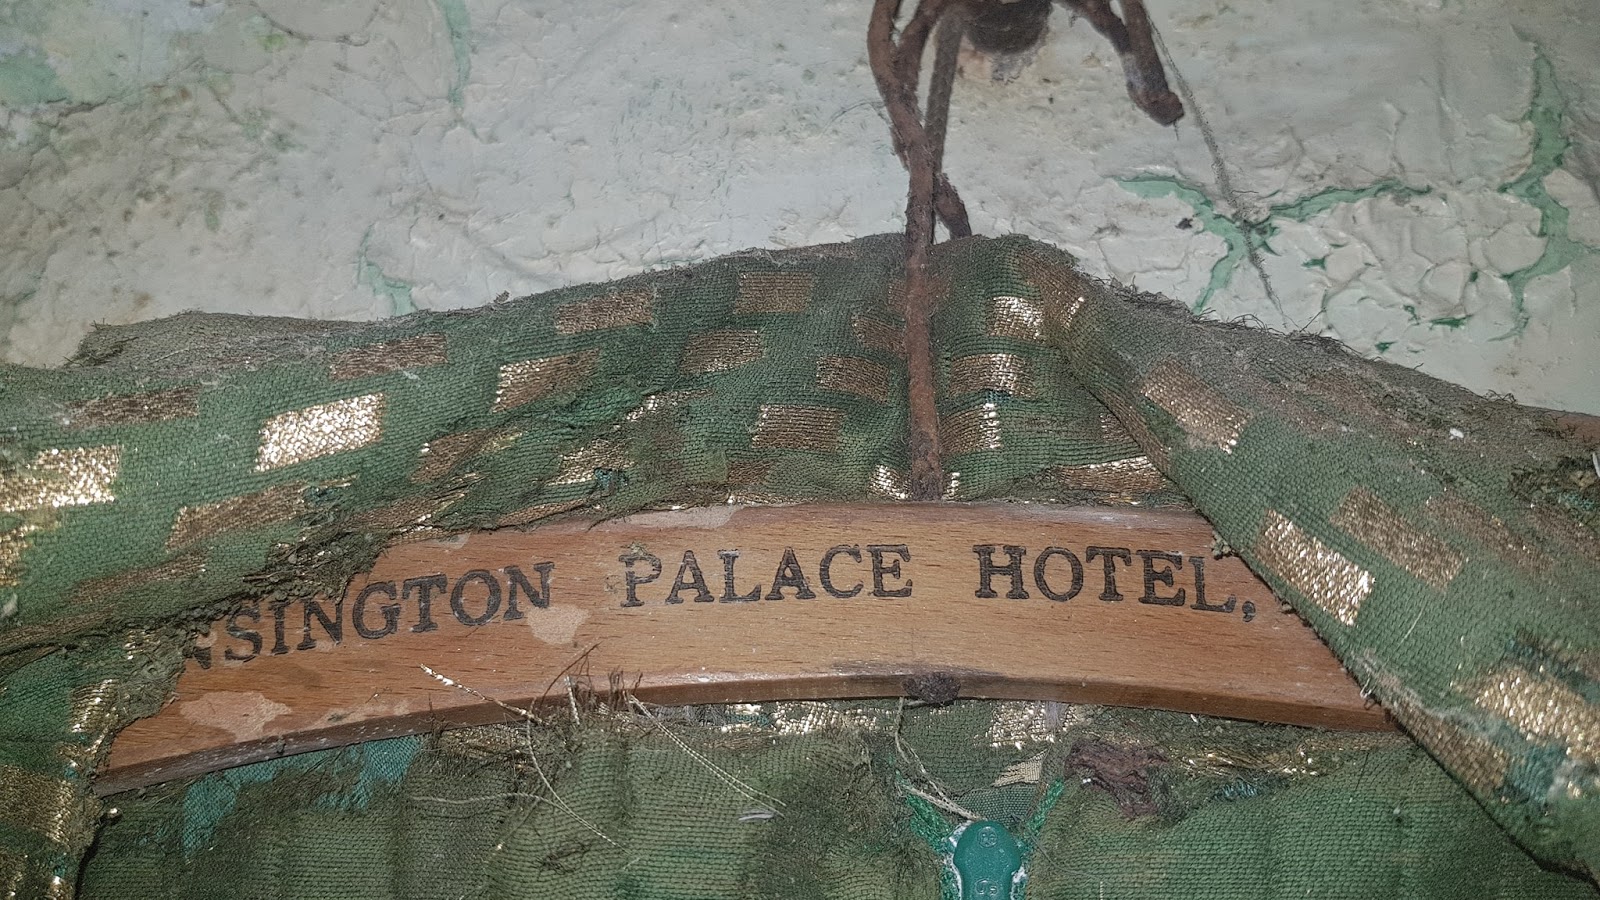 NSINGTON PALACE HOTEL,